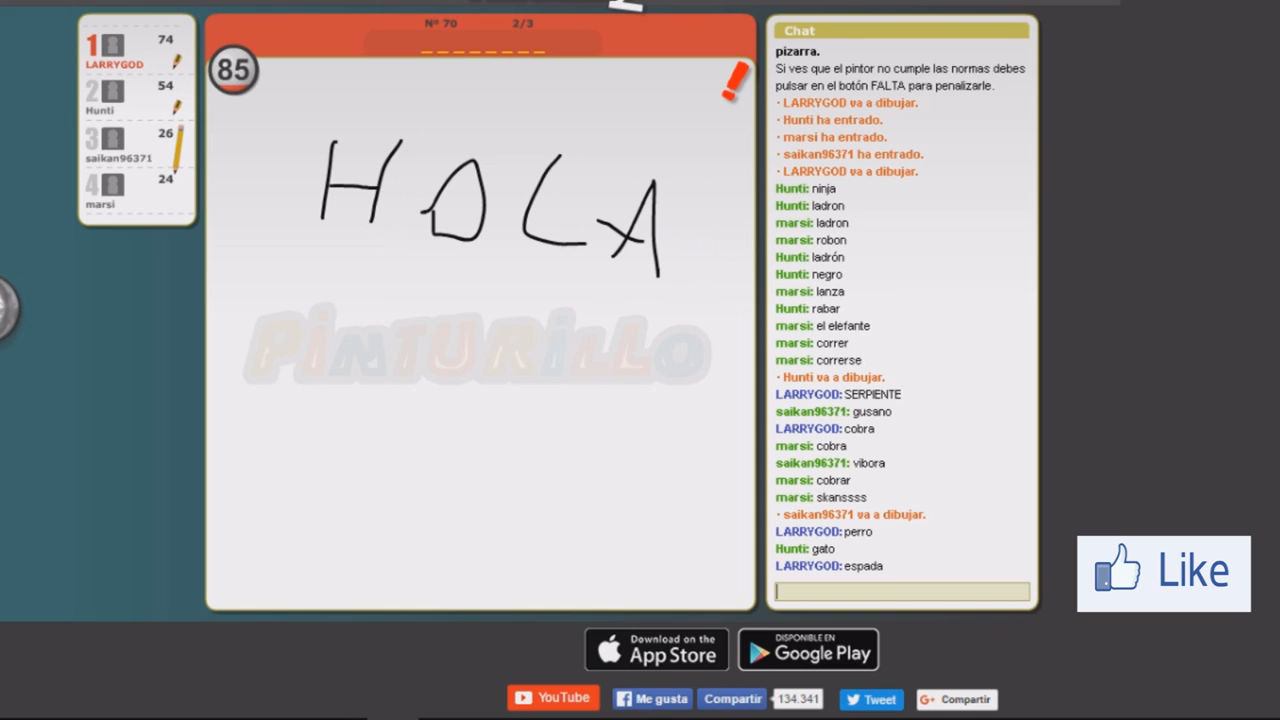 1 74
LARRYGOD
2 54
Hunti
3 26
saikan96371
4 24
marsi
Nº 70 2/3
_ _ _ _ _ _ _ _
85
HOLA
PINTURILLO
Chat
pizarra.
Si ves que el pintor no cumple las normas debes
pulsar en el botón FALTA para penalizarle.
· LARRYGOD va a dibujar.
· Hunti ha entrado.
· marsi ha entrado.
· saikan96371 ha entrado.
· LARRYGOD va a dibujar.
Hunti: ninja
Hunti: ladron
marsi: ladron
marsi: robon
Hunti: ladrón
Hunti: negro
marsi: lanza
Hunti: rabar
marsi: el elefante
marsi: correr
marsi: correrse
· Hunti va a dibujar.
LARRYGOD: SERPIENTE
saikan96371: gusano
LARRYGOD: cobra
marsi: cobra
saikan96371: vibora
marsi: cobrar
marsi: skanssss
· saikan96371 va a dibujar.
LARRYGOD: perro
Hunti: gato
LARRYGOD: espada
Like
Download on the
App Store
DISPONIBLE EN
Google Play
YouTube
Me gusta
Compartir
134.341
Tweet
G+ Compartir